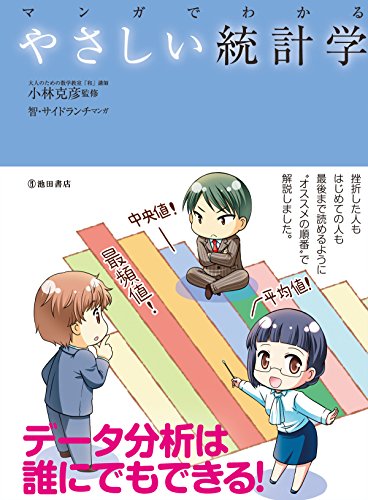 マンガでわかる
やさしい統計学
大人のための数学教室「和」講師
小林克彦監修
智・サイドランチマンガ
池田書店
挫折した人も
はじめての人も
最後まで読めるように
“オススメの順番”で
解説しました。
中央値!
最頻値!
平均値!
データ分析は
誰にでもできる!